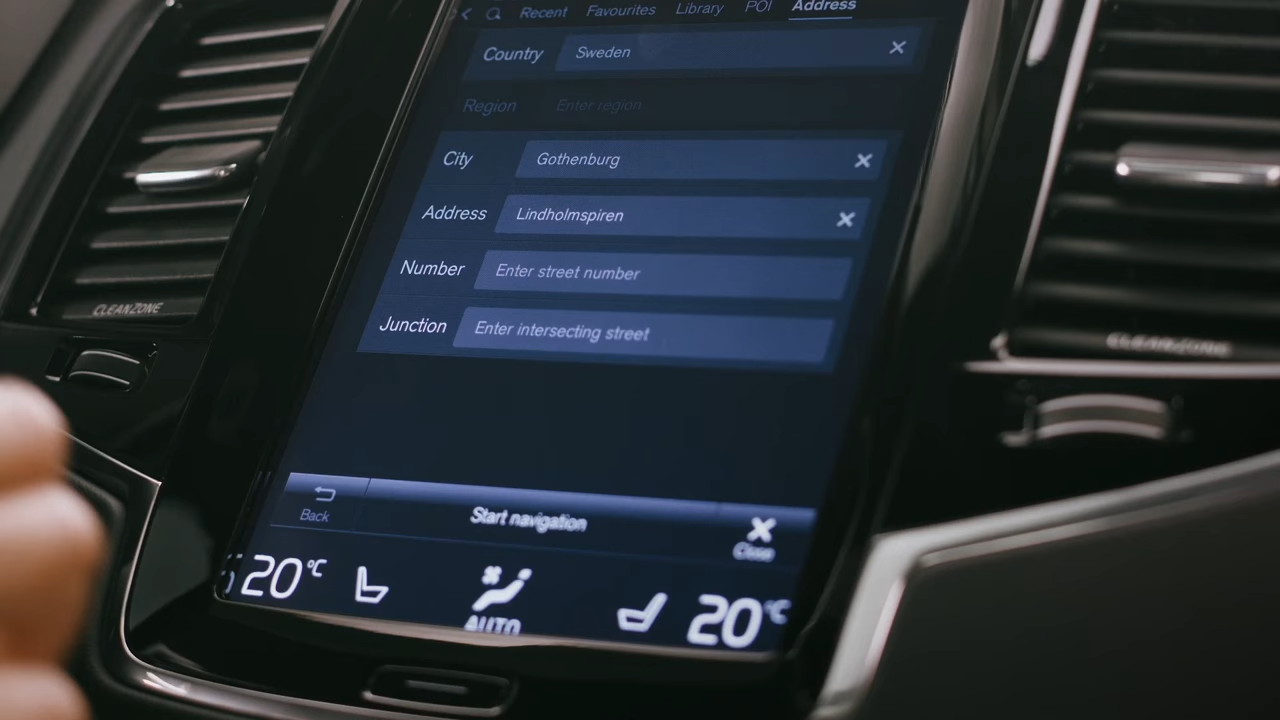 Recent Favourites Library POI Address
Country Sweden
Region Enter region
City Gothenburg
Address Lindholmspiren
Number Enter street number
Junction Enter intersecting street
Back Start navigation Close
20°C AUTO 20°C
CLEANZONE
CLEANZONE